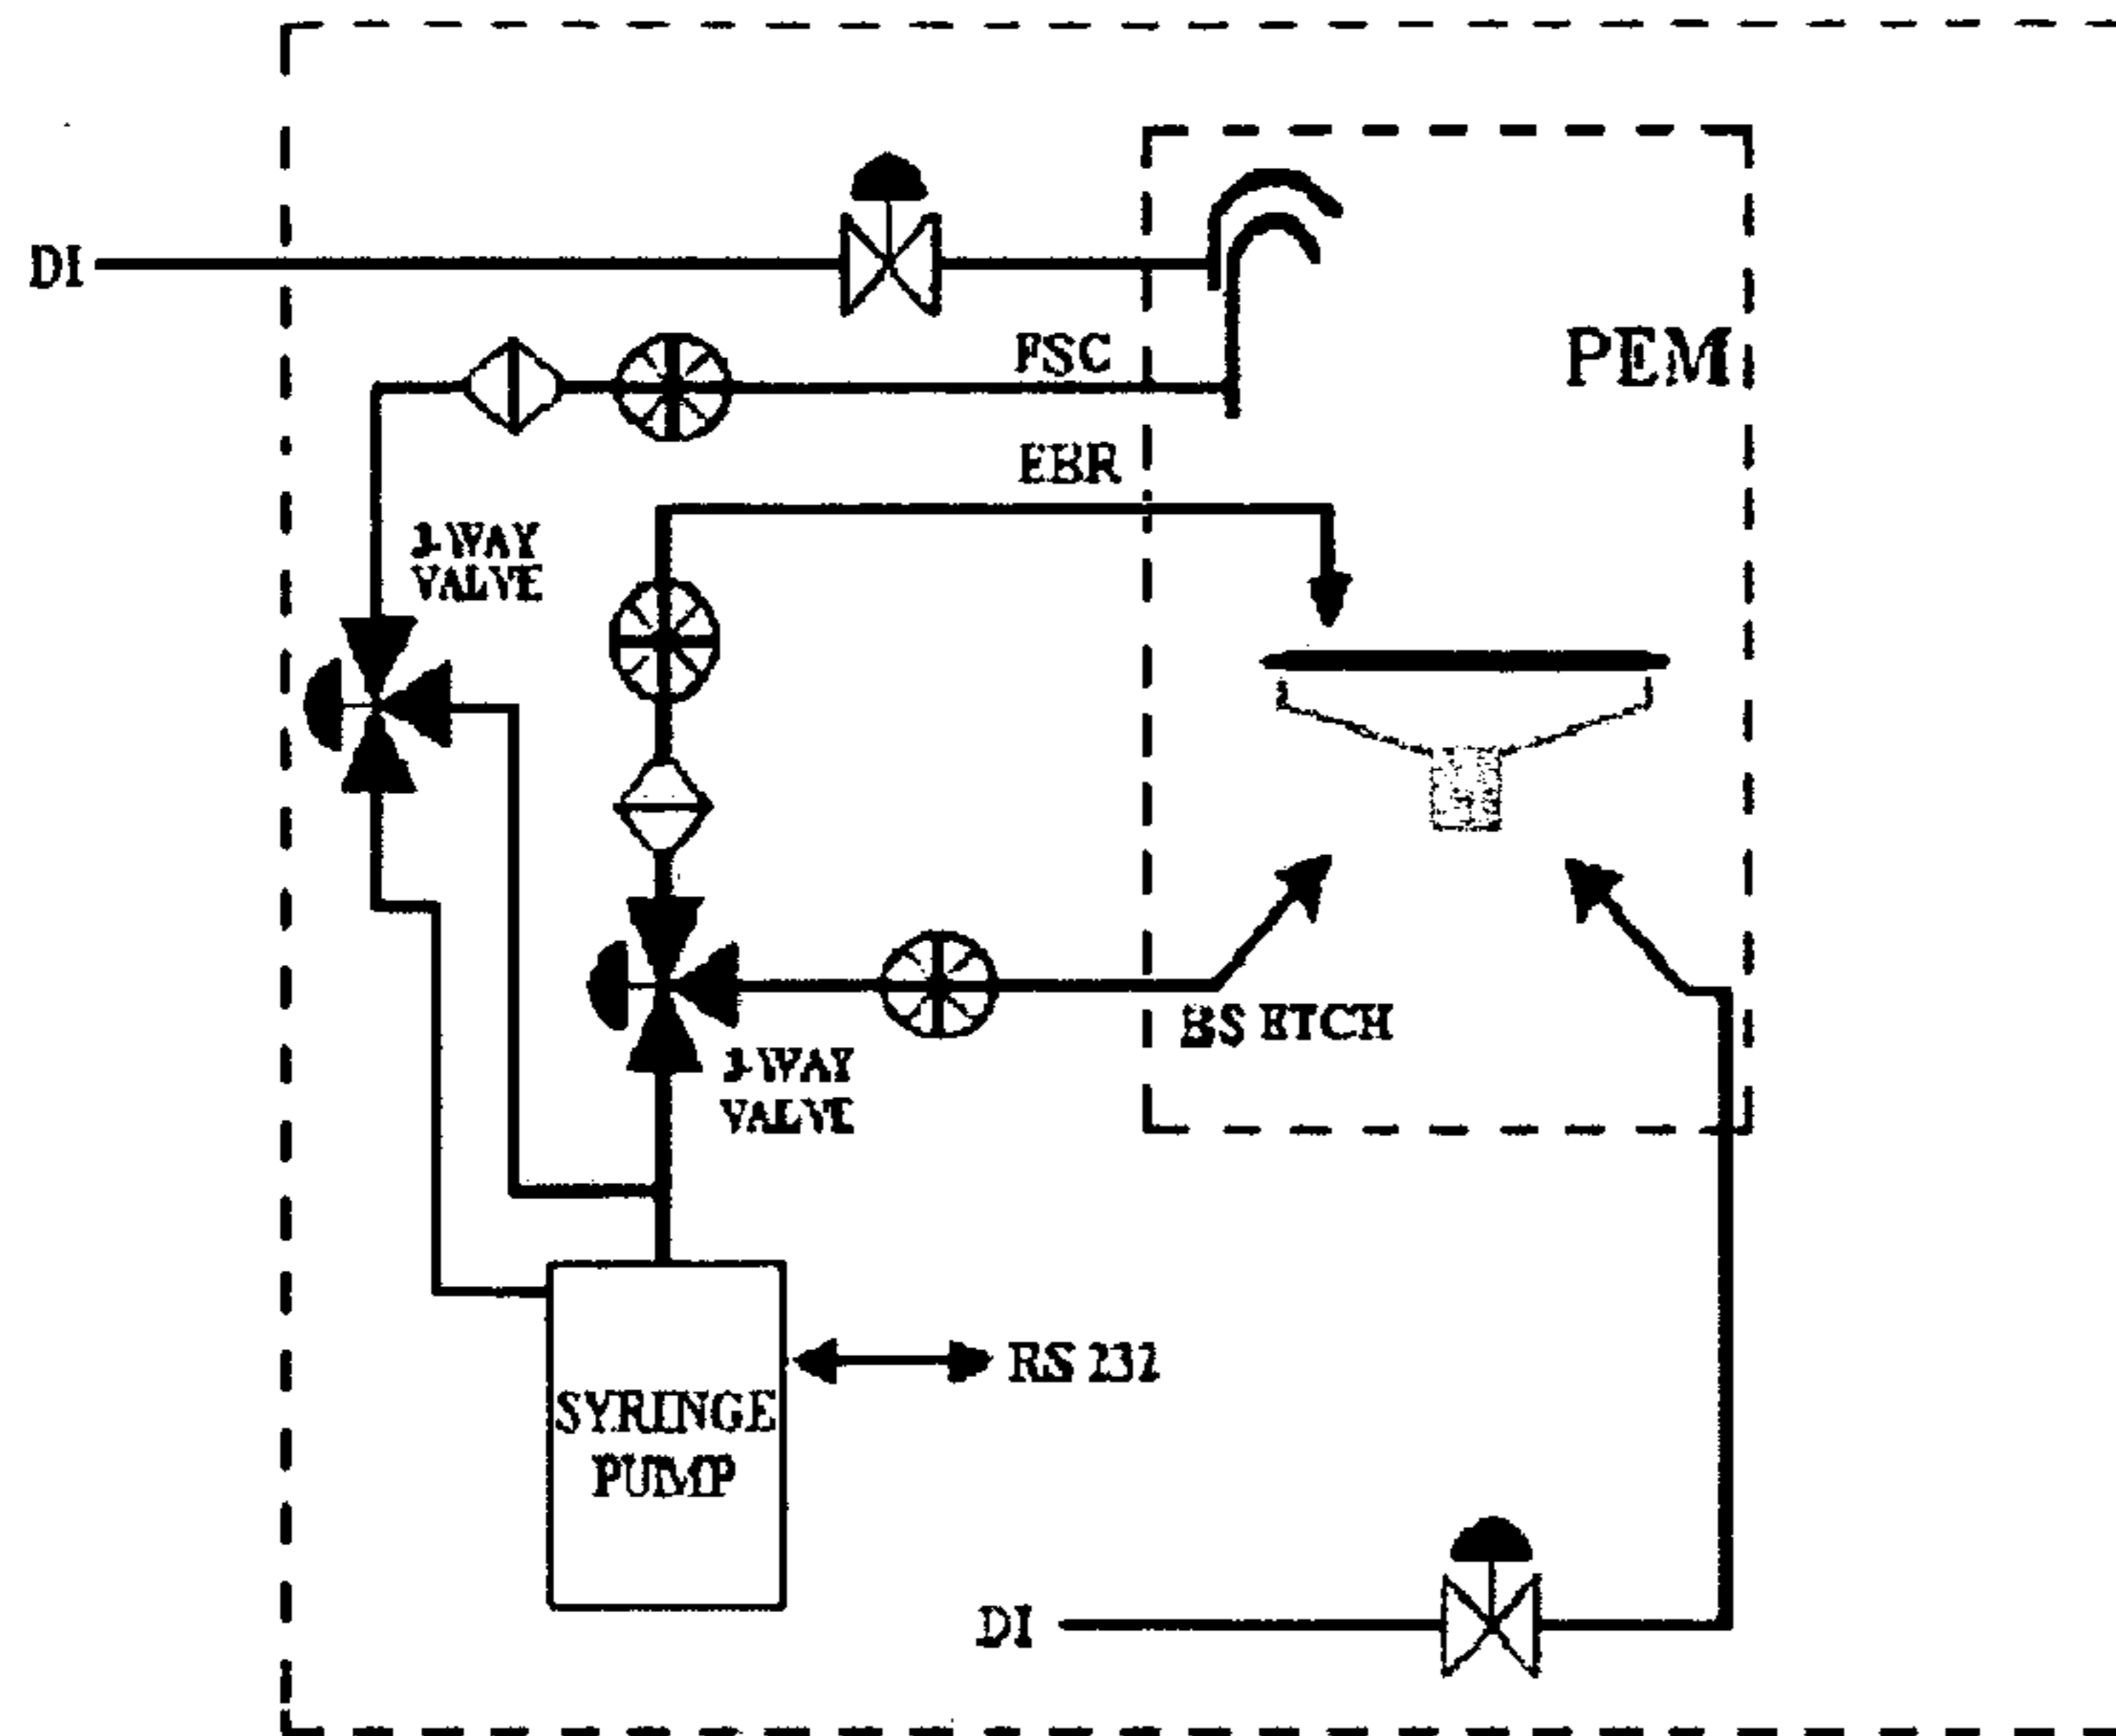 DI
FSC
PEM
EBR
3-WAY
VALVE
BS ETCH
3-WAY
VALVE
RS 232
SYRINGE
PUMP
DI